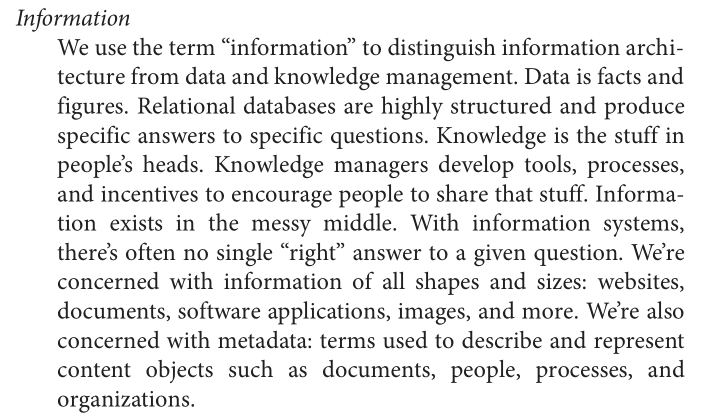 Information
We use the term “information” to distinguish information archi-
tecture from data and knowledge management. Data is facts and
figures. Relational databases are highly structured and produce
specific answers to specific questions. Knowledge is the stuff in
people’s heads. Knowledge managers develop tools, processes,
and incentives to encourage people to share that stuff. Informa-
tion exists in the messy middle. With information systems,
there’s often no single “right” answer to a given question. We’re
concerned with information of all shapes and sizes: websites,
documents, software applications, images, and more. We’re also
concerned with metadata: terms used to describe and represent
content objects such as documents, people, processes, and
organizations.